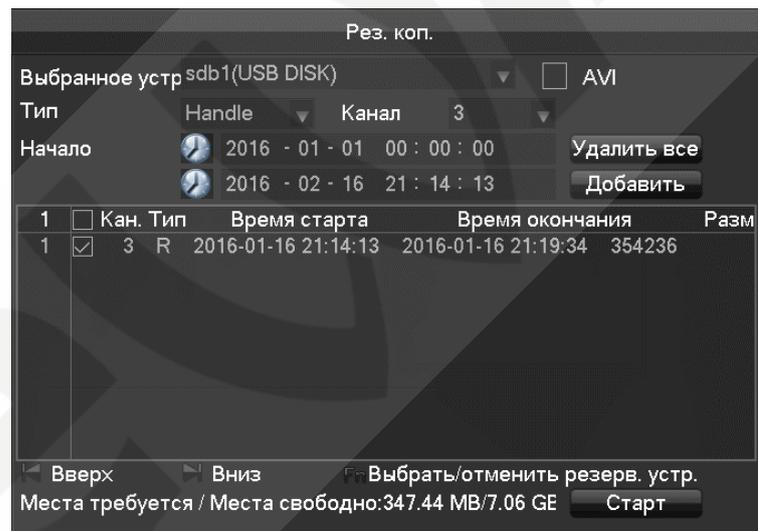 Рез. коп.
Выбранное устр sdb1(USB DISK) AVI
Тип Handle Канал 3
Начало 2016 - 01 - 01 00 : 00 : 00 Удалить все
2016 - 02 - 16 21 : 14 : 13 Добавить
1 Кан. Тип Время старта Время окончания Разм
1 3 R 2016-01-16 21:14:13 2016-01-16 21:19:34 354236
Вверх Вниз Fn Выбрать/отменить резерв. устр.
Места требуется / Места свободно:347.44 MB/7.06 GB Старт